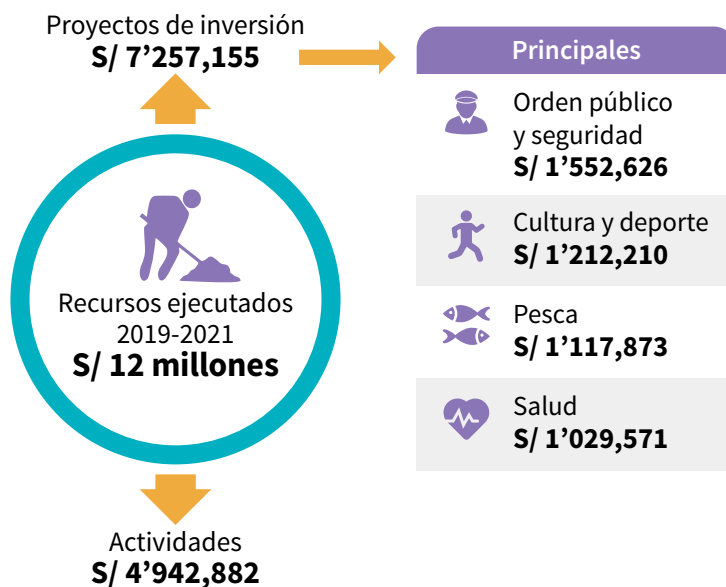 Proyectos de inversión
S/ 7’257,155
Recursos ejecutados
2019-2021
S/ 12 millones
Actividades
S/ 4’942,882
Principales
Orden público
y seguridad
S/ 1’552,626
Cultura y deporte
S/ 1’212,210
Pesca
S/ 1’117,873
Salud
S/ 1’029,571